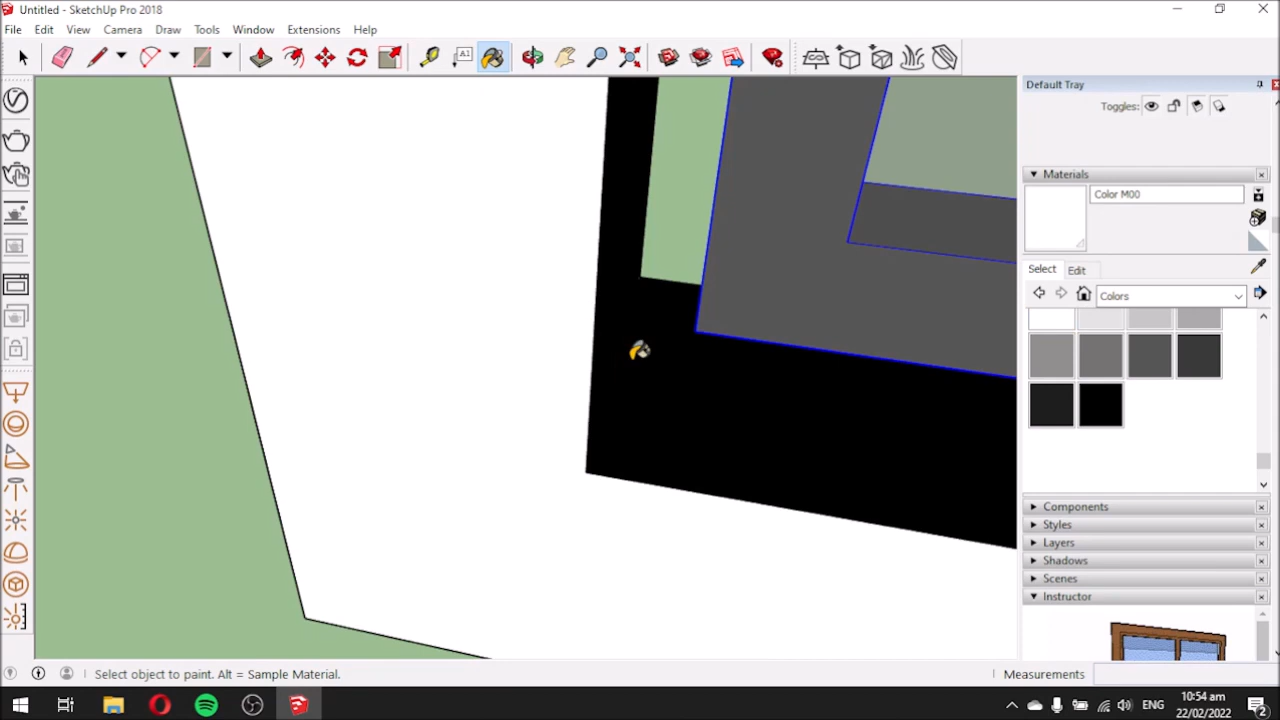 Untitled - SketchUp Pro 2018
File Edit View Camera Draw Tools Window Extensions Help
A1
Default Tray
Toggles:
Materials
Color M00
Select Edit
Colors
Components
Styles
Layers
Shadows
Scenes
Instructor
Select object to paint. Alt = Sample Material.
Measurements
ENG
10:54 am
22/02/2022
2